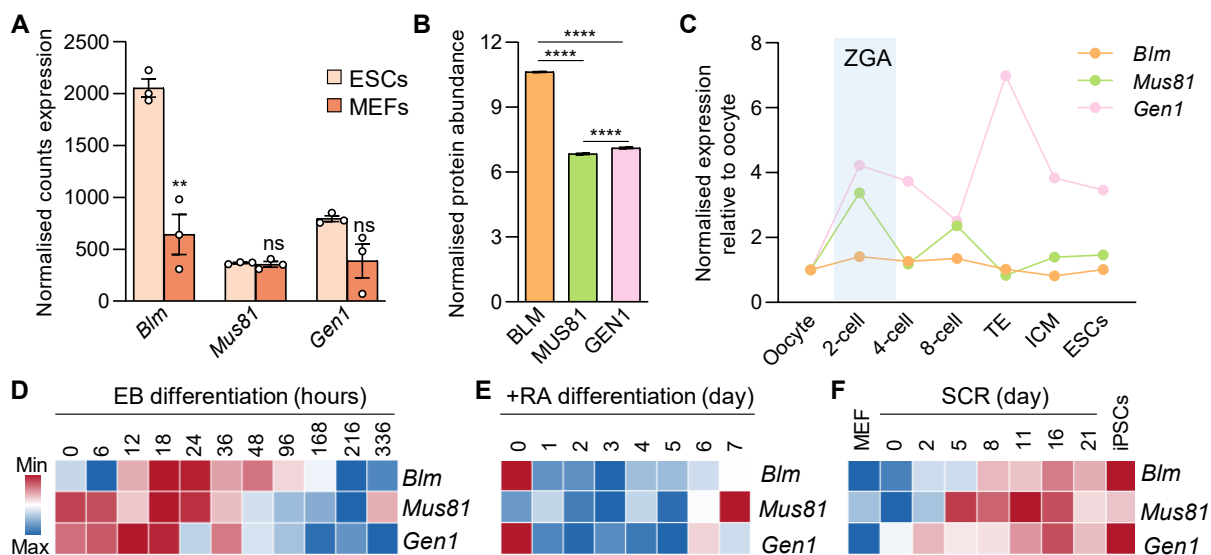 A
Normalised counts expression
2500
2000
1500
1000
500
0
ESCs
MEFs
**
ns
ns
Blm
Mus81
Gen1
B
Normalised protein abundance
12
9
6
3
0
****
****
****
BLM
MUS81
GEN1
C
Normalised expression
relative to oocyte
8
6
4
2
0
ZGA
Blm
Mus81
Gen1
Oocyte
2-cell
4-cell
8-cell
TE
ICM
ESCs
D
EB differentiation (hours)
0 6 12 18 24 36 48 96 168 216 336
Min
Max
Blm
Mus81
Gen1
E
+RA differentiation (day)
0 1 2 3 4 5 6 7
Blm
Mus81
Gen1
F
SCR (day)
MEF 0 2 5 8 11 16 21 iPSCs
Blm
Mus81
Gen1